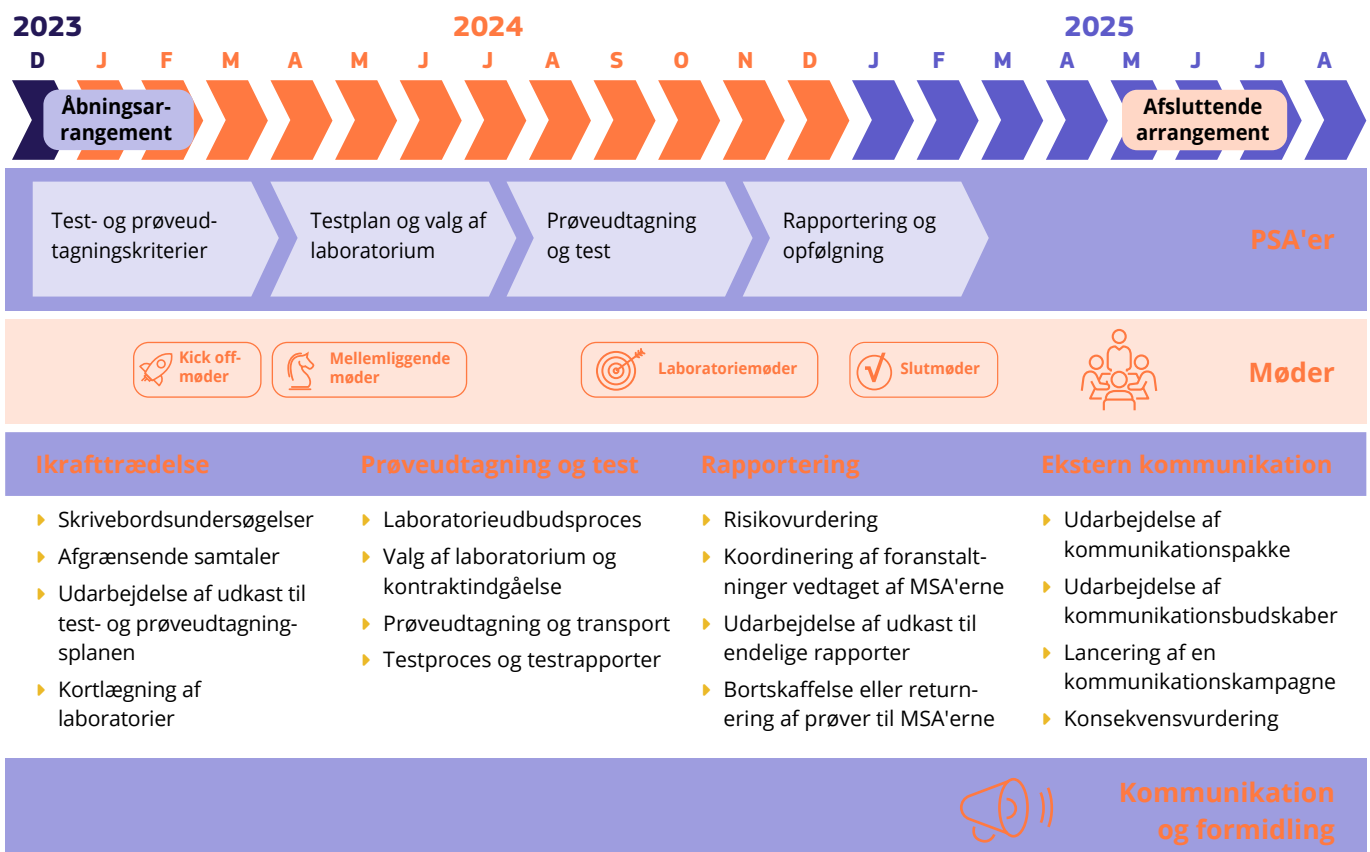 2023
2024
2025
D J F M A M J J A S O N D J F M A M J J A
Åbningsar-
rangement
Afsluttende
arrangement
Test- og prøveud-
tagningskriterier
Testplan og valg af
laboratorium
Prøveudtagning
og test
Rapportering og
opfølgning
PSA'er
Kick off-
møder
Mellemliggende
møder
Laboratoriemøder
Slutmøder
Møder
Ikrafttrædelse
Skrivebordsundersøgelser
Afgrænsende samtaler
Udarbejdelse af udkast til
test- og prøveudtagning-
splanen
Kortlægning af
laboratorier
Prøveudtagning og test
Laboratorieudbudsproces
Valg af laboratorium og
kontraktindgåelse
Prøveudtagning og transport
Testproces og testrapporter
Rapportering
Risikovurdering
Koordinering af foranstalt-
ninger vedtaget af MSA'erne
Udarbejdelse af udkast til
endelige rapporter
Bortskaffelse eller return-
ering af prøver til MSA'erne
Ekstern kommunikation
Udarbejdelse af
kommunikationspakke
Udarbejdelse af
kommunikationsbudskaber
Lancering af en
kommunikationskampagne
Konsekvensvurdering
Kommunikation
og formidling